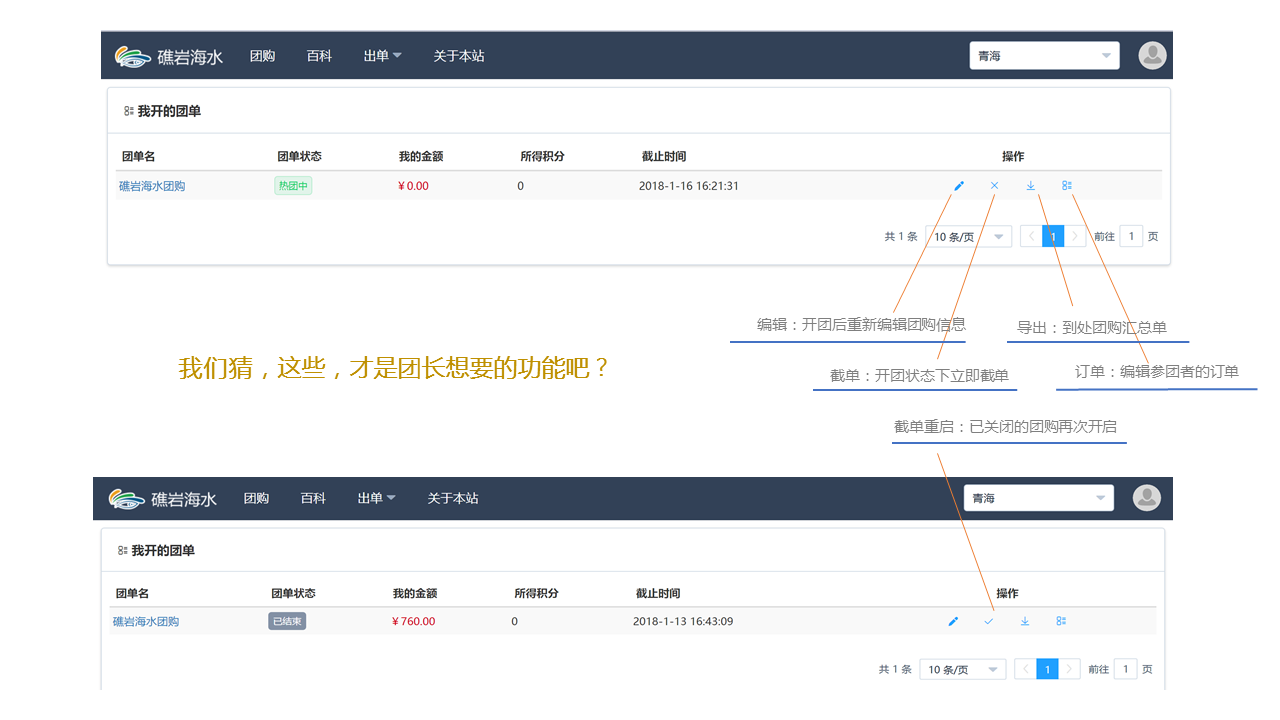 礁岩海水 团购 百科 出单 关于本站 青海
我开的团单
团单名 团单状态 我的金额 所得积分 截止时间 操作
礁岩海水团购 热团中 ¥0.00 0 2018-1-16 16:21:31
共 1 条 10 条/页 1 前往 1 页
编辑：开团后重新编辑团购信息
导出：到处团购汇总单
我们猜，这些，才是团长想要的功能吧？
截单：开团状态下立即截单
订单：编辑参团者的订单
截单重启：已关闭的团购再次开启
礁岩海水 团购 百科 出单 关于本站 青海
我开的团单
团单名 团单状态 我的金额 所得积分 截止时间 操作
礁岩海水团购 已结束 ¥760.00 0 2018-1-13 16:43:09
共 1 条 10 条/页 1 前往 1 页